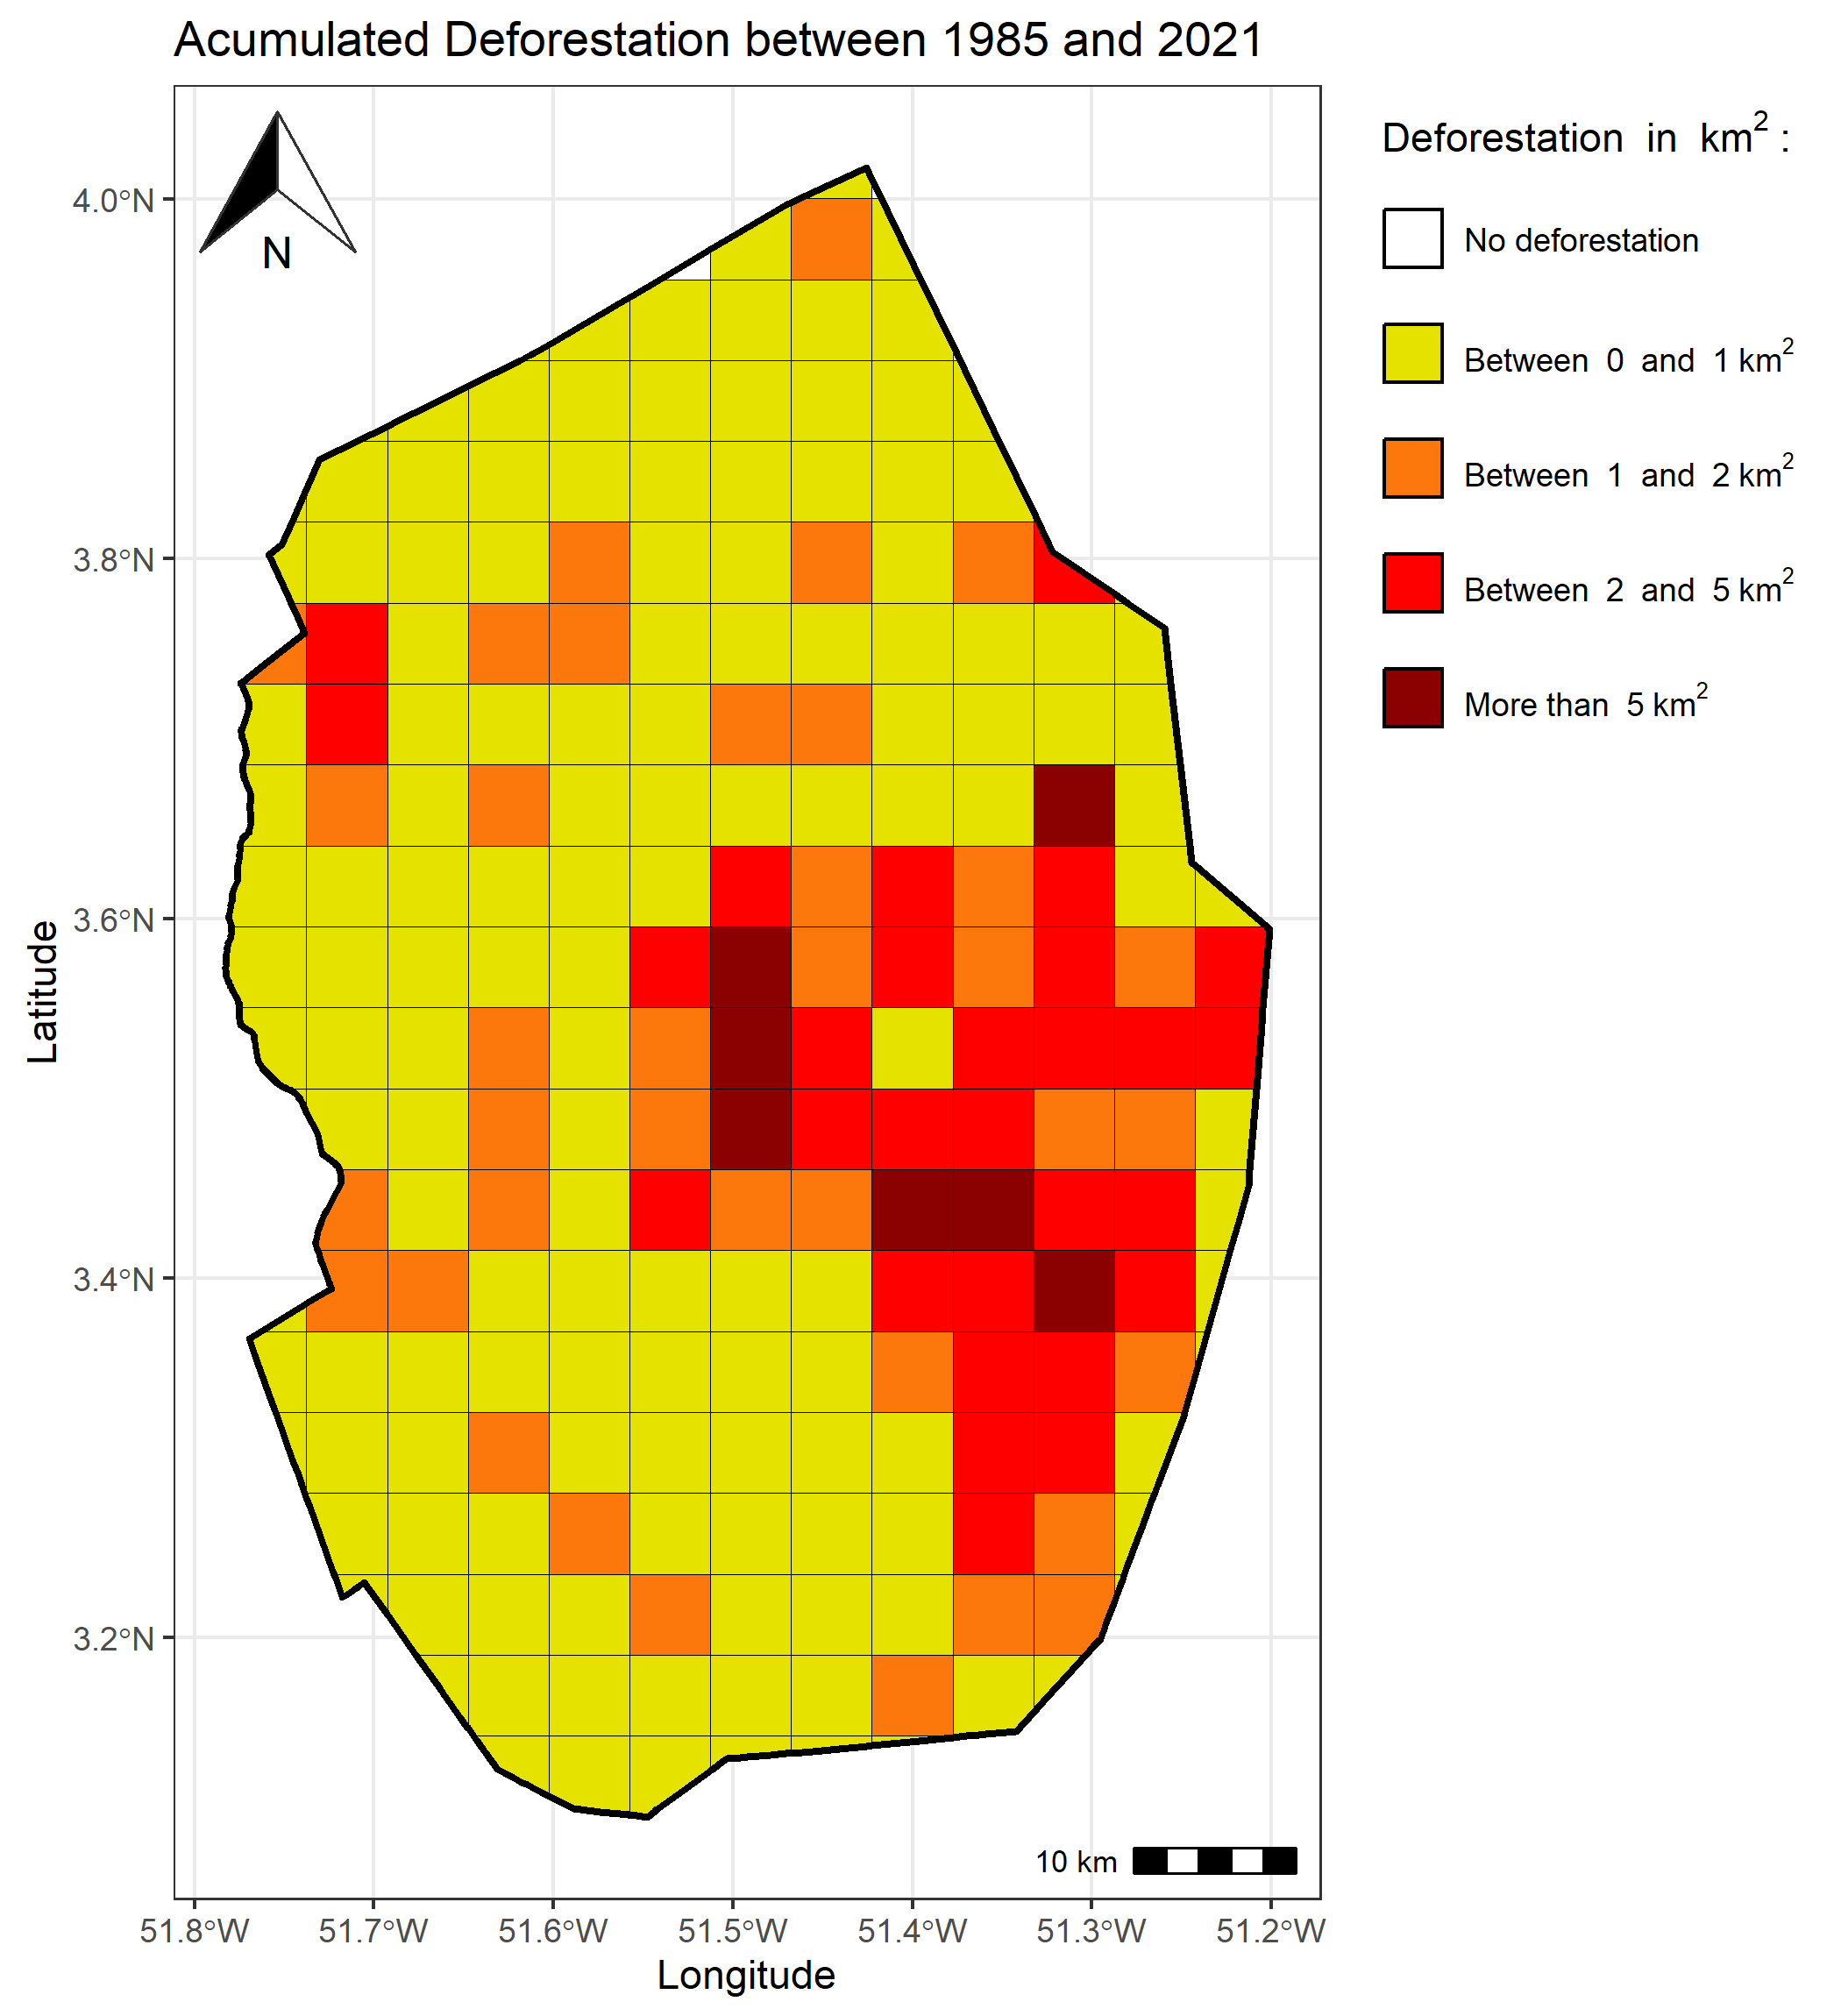 Acumulated Deforestation between 1985 and 2021
N
4.0°N
3.8°N
3.6°N
3.4°N
3.2°N
Latitude
51.8°W 51.7°W 51.6°W 51.5°W 51.4°W 51.3°W 51.2°W
Longitude
10 km
Deforestation in km² :
No deforestation
Between 0 and 1 km²
Between 1 and 2 km²
Between 2 and 5 km²
More than 5 km²